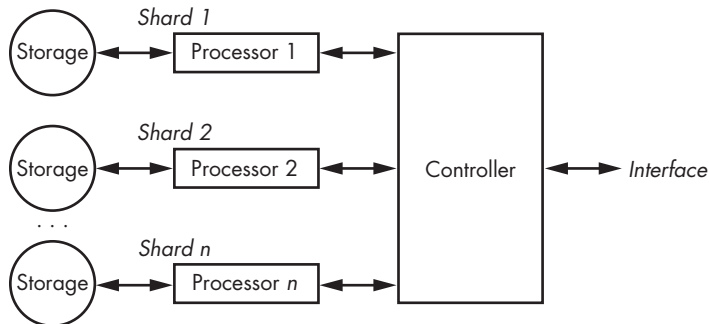 Shard 1
Storage
Processor 1
Shard 2
Storage
Processor 2
Controller
Interface
. . .
Shard n
Storage
Processor n